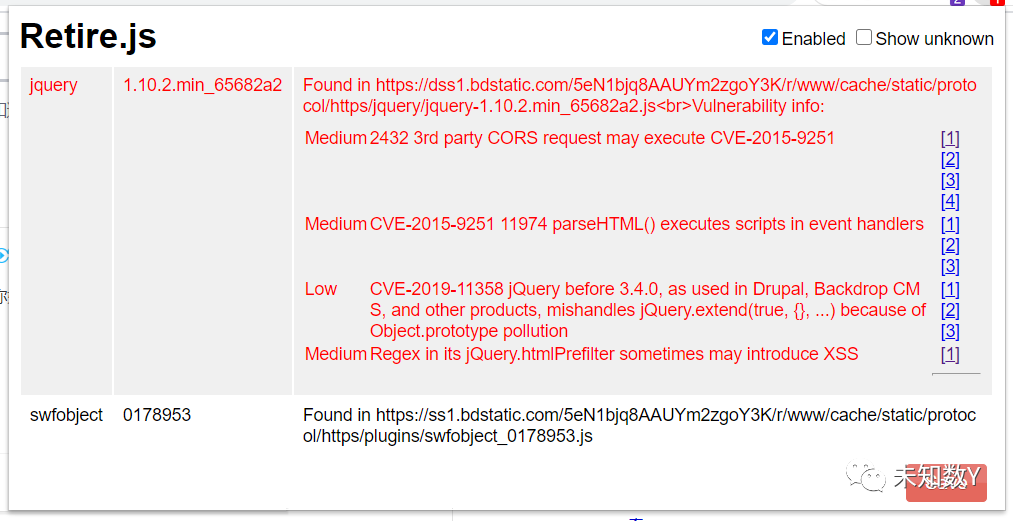 Retire.js
Enabled
Show unknown
jquery
1.10.2.min_65682a2
Found in https://dss1.bdstatic.com/5eN1bjq8AAUYm2zgoY3K/r/www/cache/static/proto
col/https/jquery/jquery-1.10.2.min_65682a2.js<br>Vulnerability info:
Medium 2432 3rd party CORS request may execute CVE-2015-9251 [1]
[2]
[3]
[4]
Medium CVE-2015-9251 11974 parseHTML() executes scripts in event handlers [1]
[2]
[3]
Low CVE-2019-11358 jQuery before 3.4.0, as used in Drupal, Backdrop CM [1]
S, and other products, mishandles jQuery.extend(true, {}, ...) because of [2]
Object.prototype pollution [3]
Medium Regex in its jQuery.htmlPrefilter sometimes may introduce XSS [1]
swfobject
0178953
Found in https://ss1.bdstatic.com/5eN1bjq8AAUYm2zgoY3K/r/www/cache/static/protoc
ol/https/plugins/swfobject_0178953.js
未知数Y